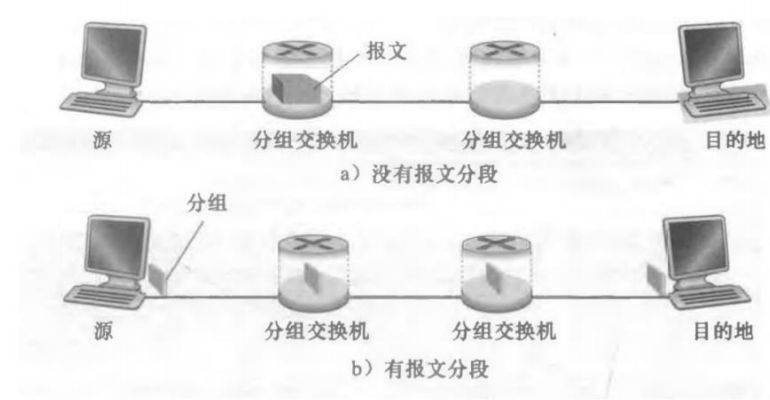 报文
源 分组交换机 分组交换机 目的地
a）没有报文分段
分组
源 分组交换机 分组交换机 目的地
b）有报文分段